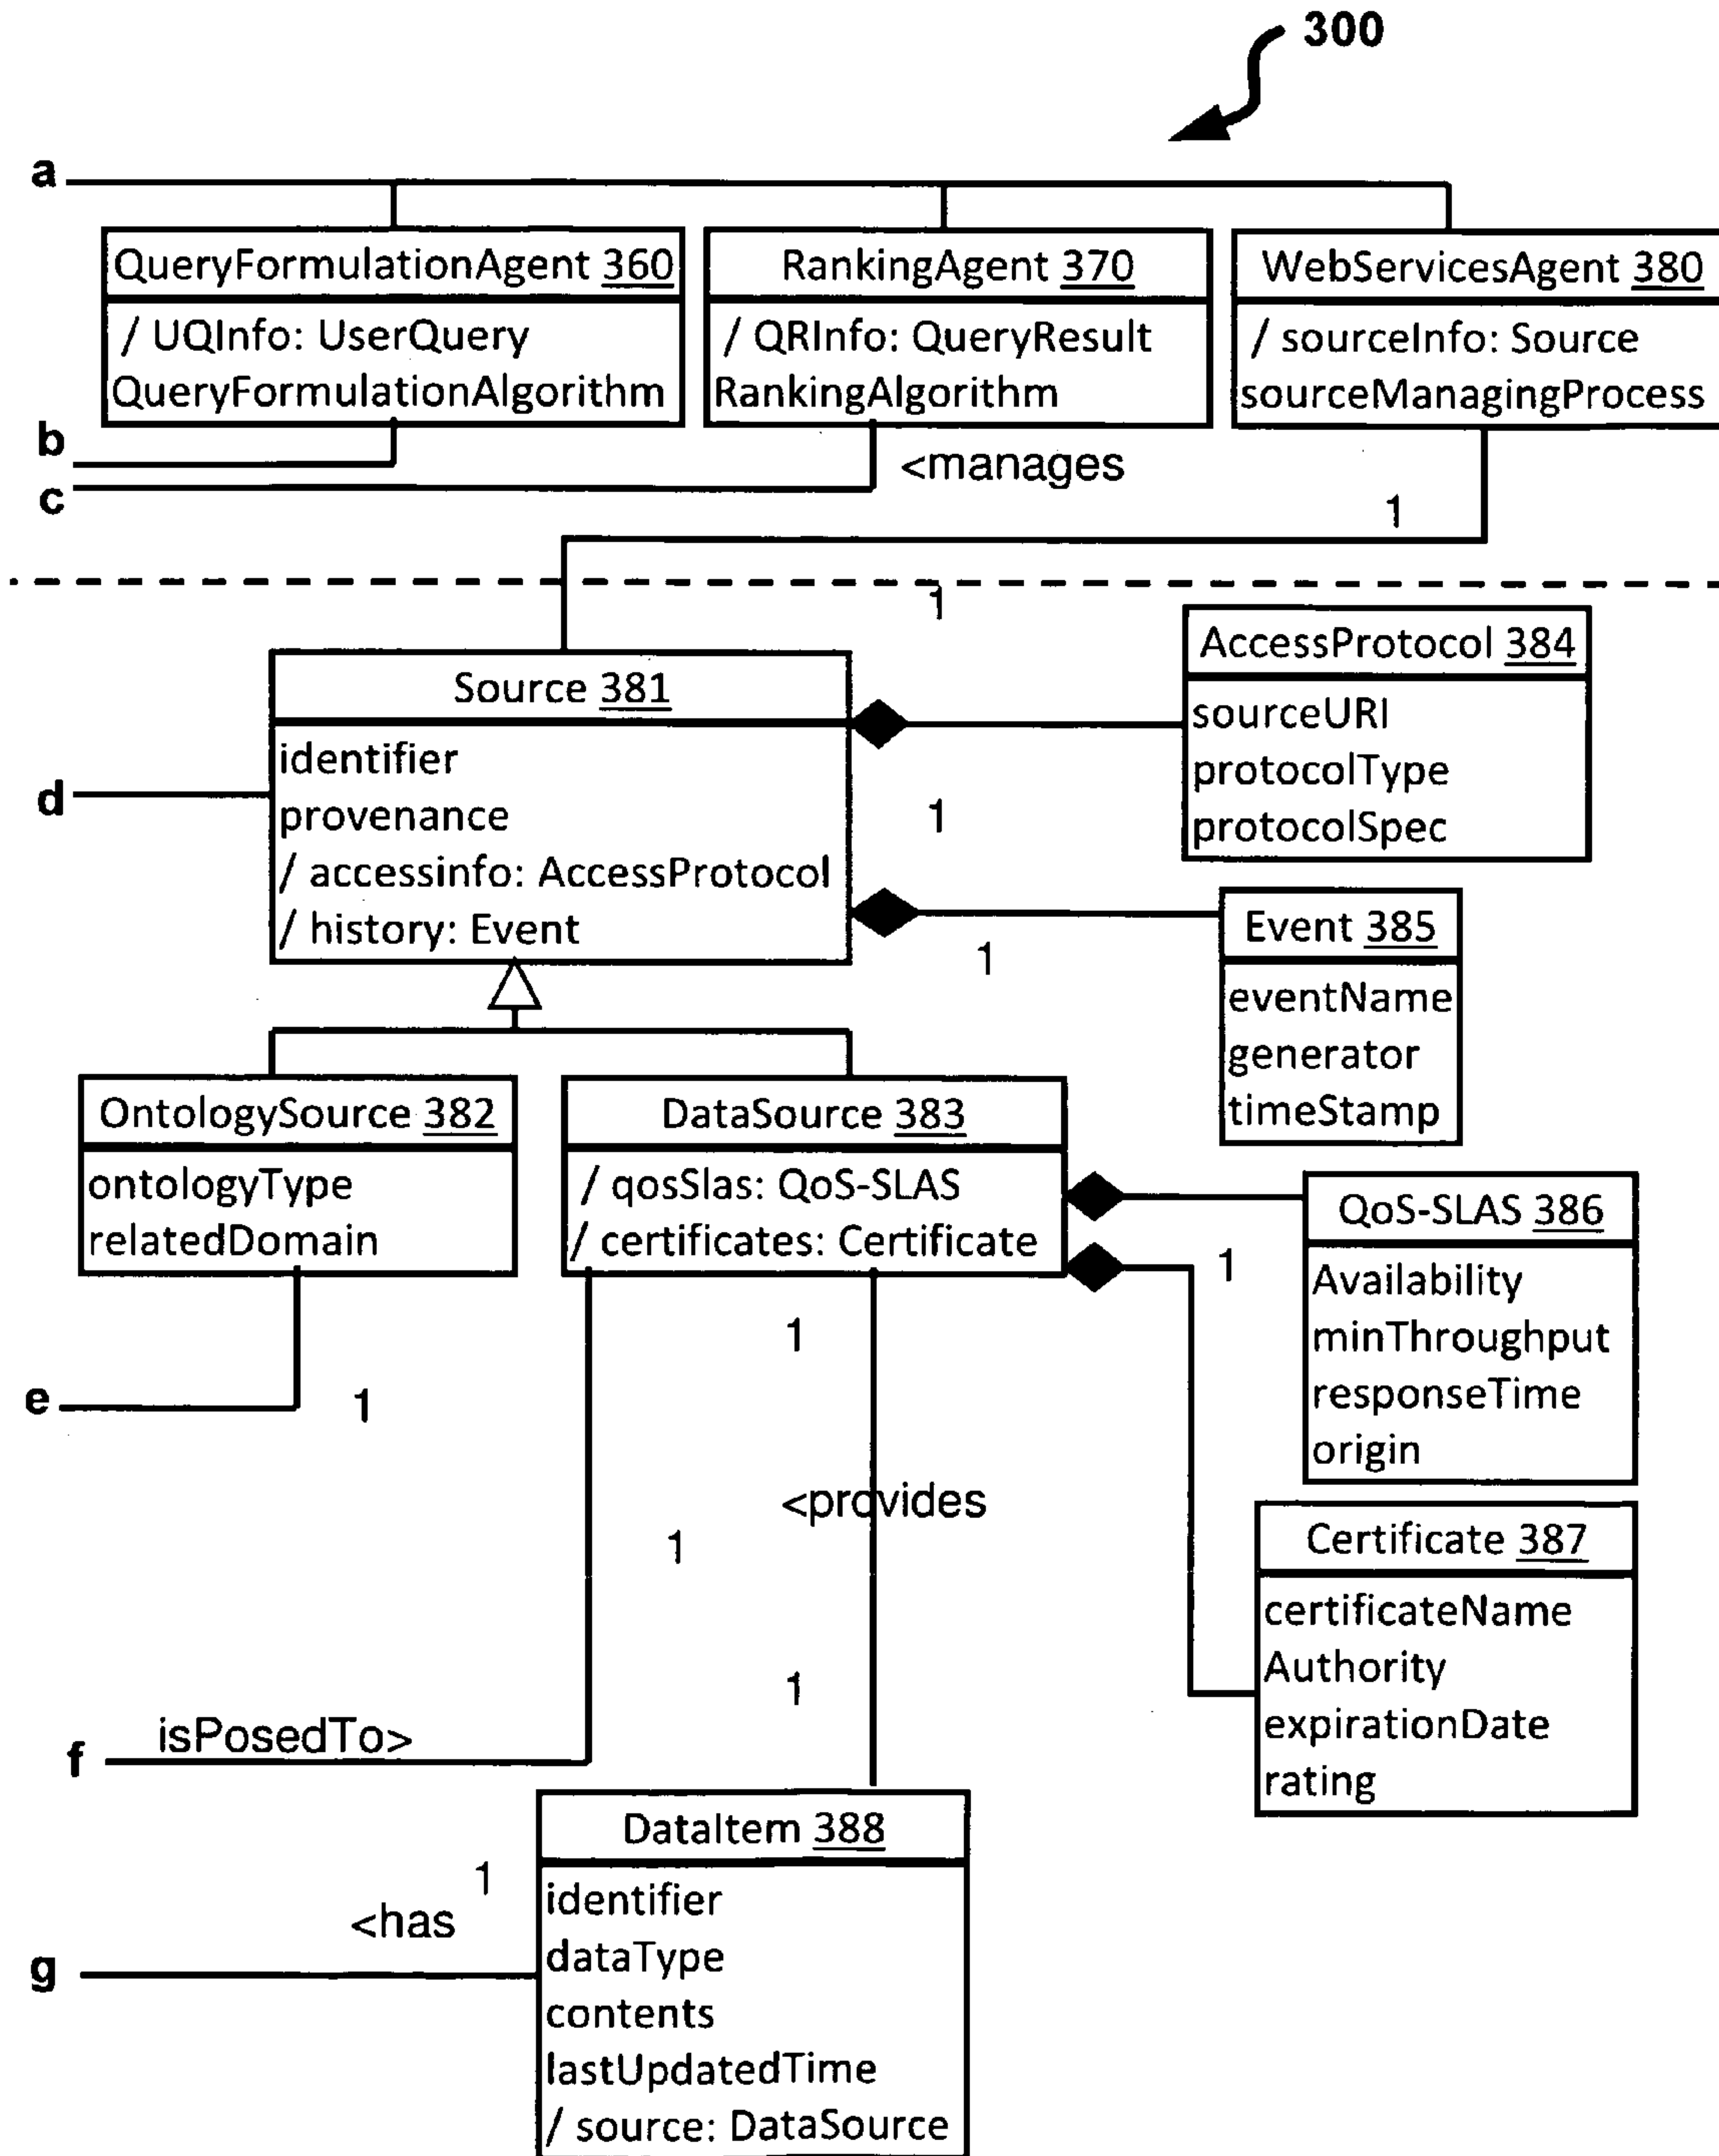 300
a
QueryFormulationAgent 360
/ UQInfo: UserQuery
QueryFormulationAlgorithm
RankingAgent 370
/ QRInfo: QueryResult
RankingAlgorithm
WebServicesAgent 380
/ sourceInfo: Source
sourceManagingProcess
b
c
<manages
1
1
Source 381
identifier
provenance
/ accessinfo: AccessProtocol
/ history: Event
d
1
1
AccessProtocol 384
sourceURI
protocolType
protocolSpec
Event 385
eventName
generator
timeStamp
OntologySource 382
ontologyType
relatedDomain
DataSource 383
/ qosSlas: QoS-SLAS
/ certificates: Certificate
QoS-SLAS 386
Availability
minThroughput
responseTime
origin
1
1
e
1
<provides
1
Certificate 387
certificateName
Authority
expirationDate
rating
1
isPosedTo>
f
DataItem 388
identifier
dataType
contents
lastUpdatedTime
/ source: DataSource
1
<has
g